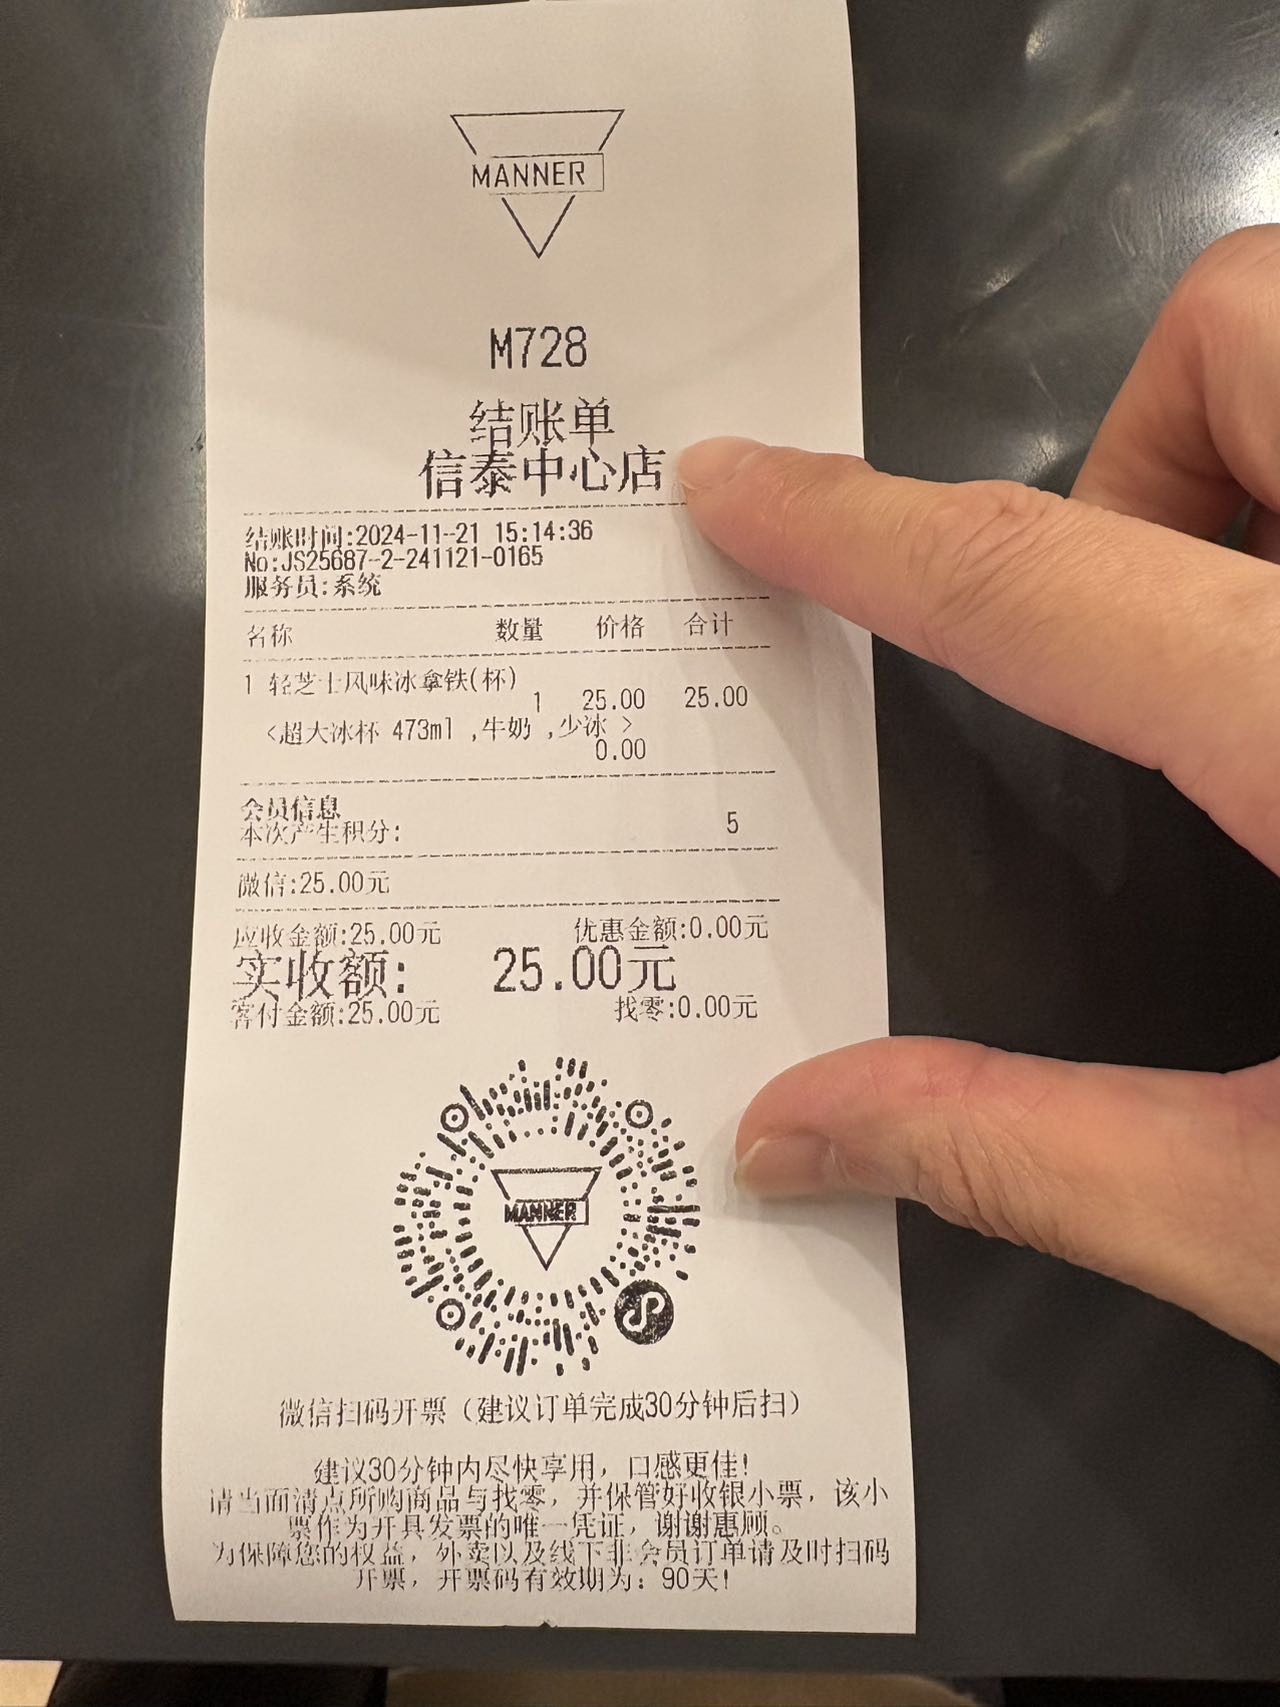 MANNER
M728
结账单
信泰中心店
结账时间:2024-11-21 15:14:36
No:JS25687-2-241121-0165
服务员:系统
名称 数量 价格 合计
1 轻芝士风味冰拿铁(杯)
1 25.00 25.00
<超大冰杯 473ml ,牛奶 ,少冰 >
0.00
会员信息
本次产生积分: 5
微信:25.00元
应收金额:25.00元 优惠金额:0.00元
实收额: 25.00元
客付金额:25.00元 找零:0.00元
MANNER
微信扫码开票（建议订单完成30分钟后扫）
建议30分钟内尽快享用，口感更佳!
请当面清点所购商品与找零，并保管好收银小票，该小
票作为开具发票的唯一凭证，谢谢惠顾。
为保障您的权益，外卖以及线下非会员订单请及时扫码
开票，开票码有效期为：90天!